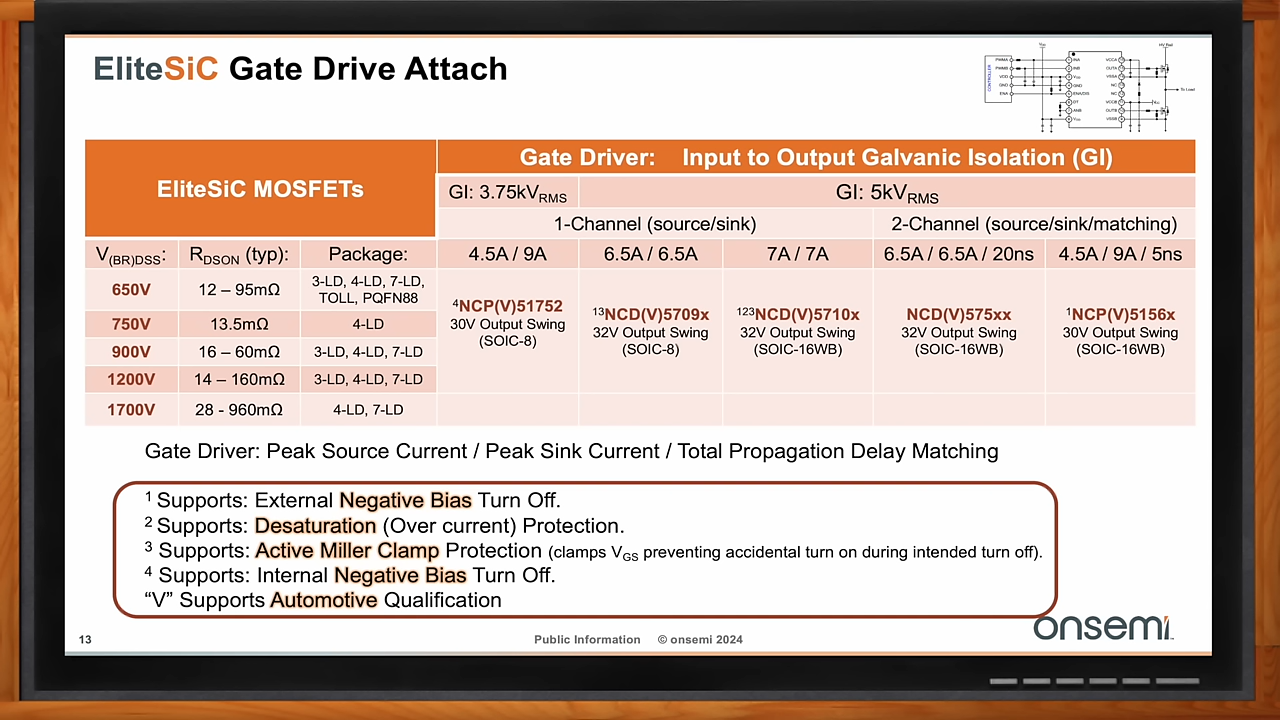 EliteSiC Gate Drive Attach
EliteSiC MOSFETs
Gate Driver: Input to Output Galvanic Isolation (GI)
GI: 3.75kVRMS
GI: 5kVRMS
1-Channel (source/sink)
2-Channel (source/sink/matching)
V(BR)DSS:
RDSON (typ):
Package:
4.5A / 9A
6.5A / 6.5A
7A / 7A
6.5A / 6.5A / 20ns
4.5A / 9A / 5ns
650V
12 – 95mΩ
3-LD, 4-LD, 7-LD,
TOLL, PQFN88
750V
13.5mΩ
4-LD
900V
16 – 60mΩ
3-LD, 4-LD, 7-LD
1200V
14 – 160mΩ
3-LD, 4-LD, 7-LD
1700V
28 - 960mΩ
4-LD, 7-LD
4NCP(V)51752
30V Output Swing
(SOIC-8)
13NCD(V)5709x
32V Output Swing
(SOIC-8)
123NCD(V)5710x
32V Output Swing
(SOIC-16WB)
NCD(V)575xx
32V Output Swing
(SOIC-16WB)
1NCP(V)5156x
30V Output Swing
(SOIC-16WB)
Gate Driver: Peak Source Current / Peak Sink Current / Total Propagation Delay Matching
1 Supports: External Negative Bias Turn Off.
2 Supports: Desaturation (Over current) Protection.
3 Supports: Active Miller Clamp Protection (clamps VGS preventing accidental turn on during intended turn off).
4 Supports: Internal Negative Bias Turn Off.
“V” Supports Automotive Qualification
13
Public Information © onsemi 2024
onsemi